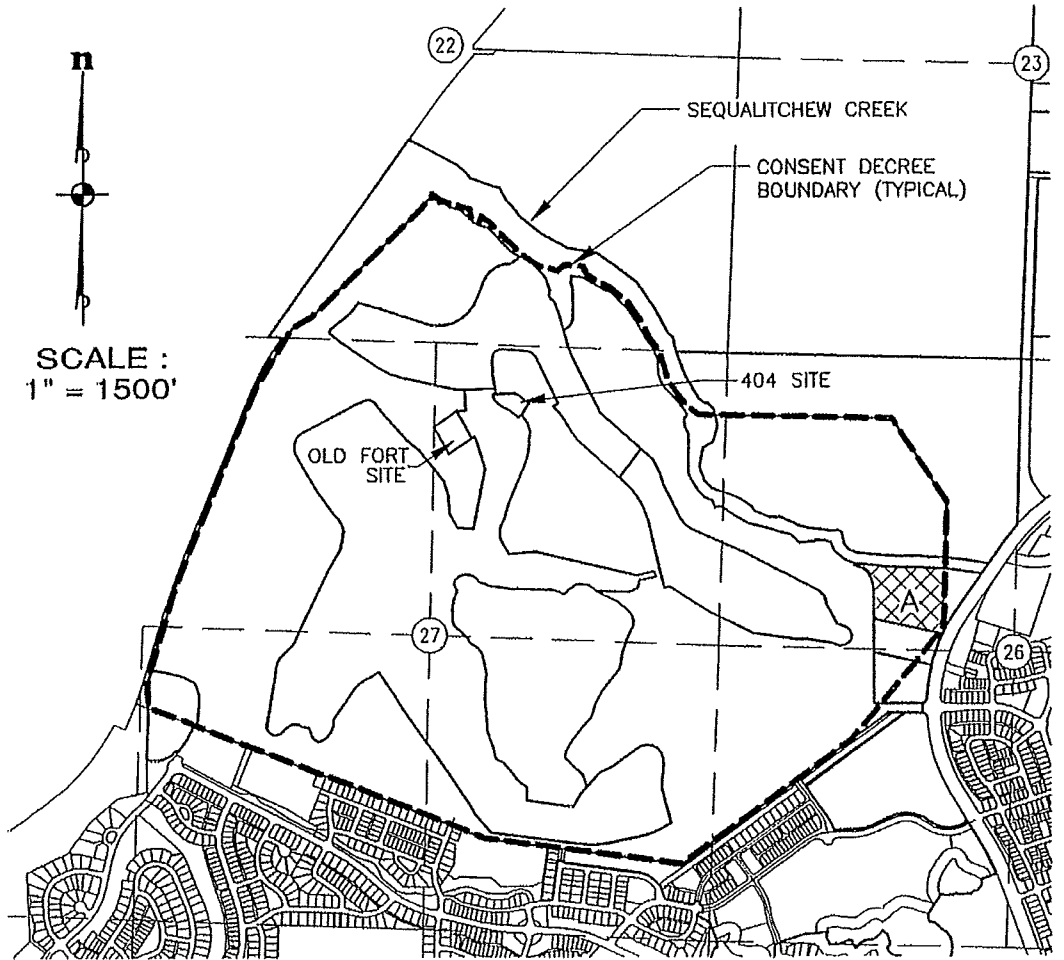 n
SCALE :
1" = 1500'
22
23
SEQUALITCHEW CREEK
CONSENT DECREE
BOUNDARY (TYPICAL)
404 SITE
OLD FORT
SITE
A
27
26